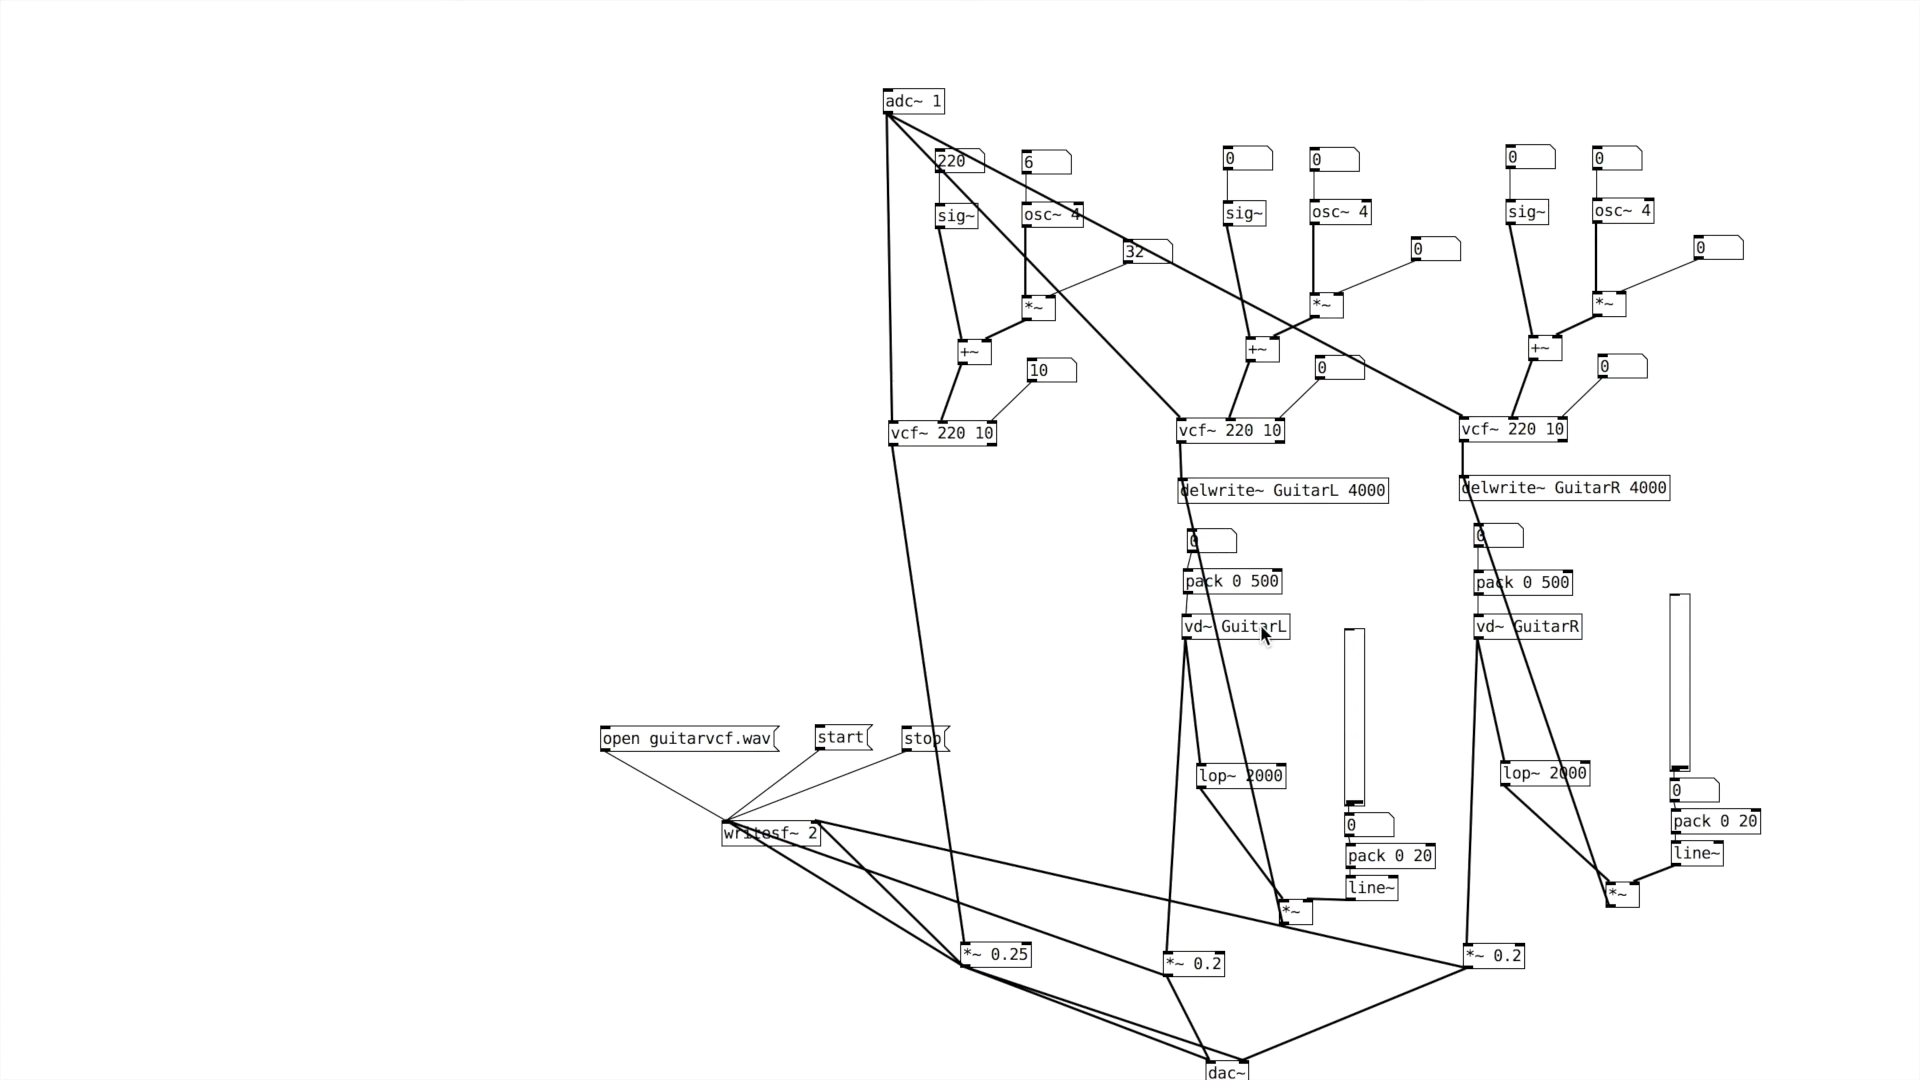 adc~ 1
220
6
0
0
0
0
sig~
osc~ 4
sig~
osc~ 4
sig~
osc~ 4
32
0
0
*~
*~
*~
+~
+~
+~
10
0
0
vcf~ 220 10
vcf~ 220 10
vcf~ 220 10
delwrite~ GuitarL 4000
delwrite~ GuitarR 4000
0
0
pack 0 500
pack 0 500
vd~ GuitarL
vd~ GuitarR
open guitarvcf.wav
start
stop
lop~ 2000
lop~ 2000
0
0
writesf~ 2
pack 0 20
pack 0 20
line~
line~
*~
*~
*~ 0.25
*~ 0.2
*~ 0.2
dac~